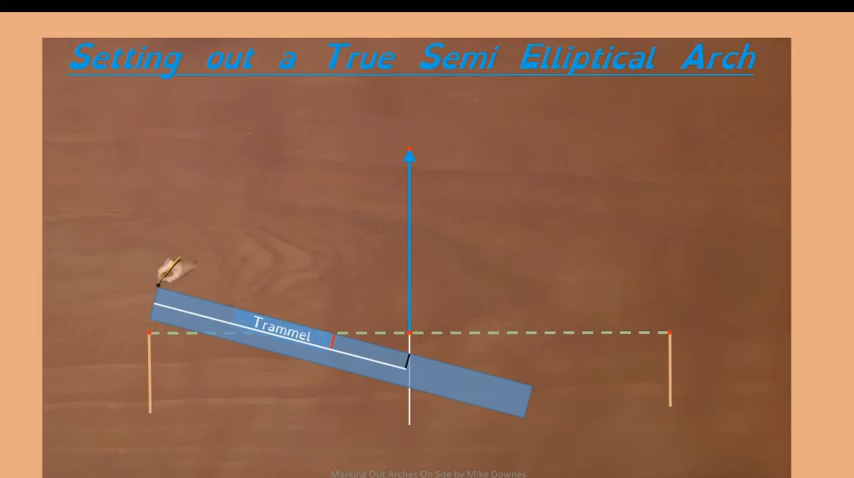 Setting out a True Semi Elliptical Arch
Trammel
Marking Out Arches On Site by Mike Downes